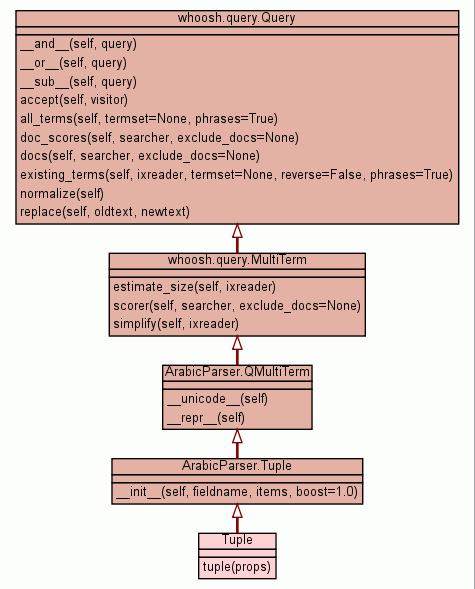 whoosh.query.Query
__and__(self, query)
__or__(self, query)
__sub__(self, query)
accept(self, visitor)
all_terms(self, termset=None, phrases=True)
doc_scores(self, searcher, exclude_docs=None)
docs(self, searcher, exclude_docs=None)
existing_terms(self, ixreader, termset=None, reverse=False, phrases=True)
normalize(self)
replace(self, oldtext, newtext)
whoosh.query.MultiTerm
estimate_size(self, ixreader)
scorer(self, searcher, exclude_docs=None)
simplify(self, ixreader)
ArabicParser.QMultiTerm
__unicode__(self)
__repr__(self)
ArabicParser.Tuple
__init__(self, fieldname, items, boost=1.0)
Tuple
tuple(props)